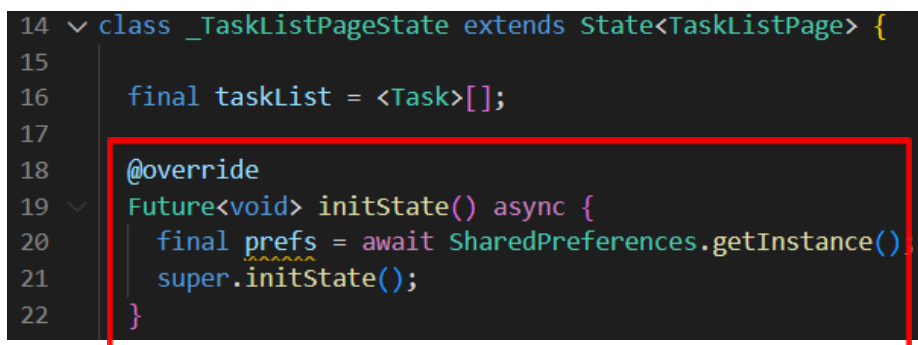 14 class _TaskListPageState extends State<TaskListPage> {
15
16 final taskList = <Task>[];
17
18 @override
19 Future<void> initState() async {
20 final prefs = await SharedPreferences.getInstance();
21 super.initState();
22 }